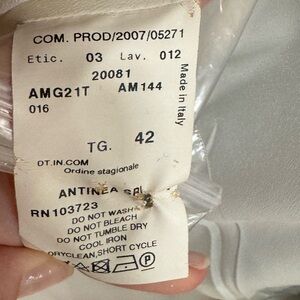 COM. PROD/2007/05271
Etic. 03 Lav. 012
20081
AMG21T AM144
016
Made in Italy
TG. 42
DT.IN.COM
Ordine stagionale
ANTINEA
RN 103723
DO NOT WASH
DO NOT BLEACH
DO NOT TUMBLE DRY
COOL IRON
DRYCLEAN, SHORT CYCLE